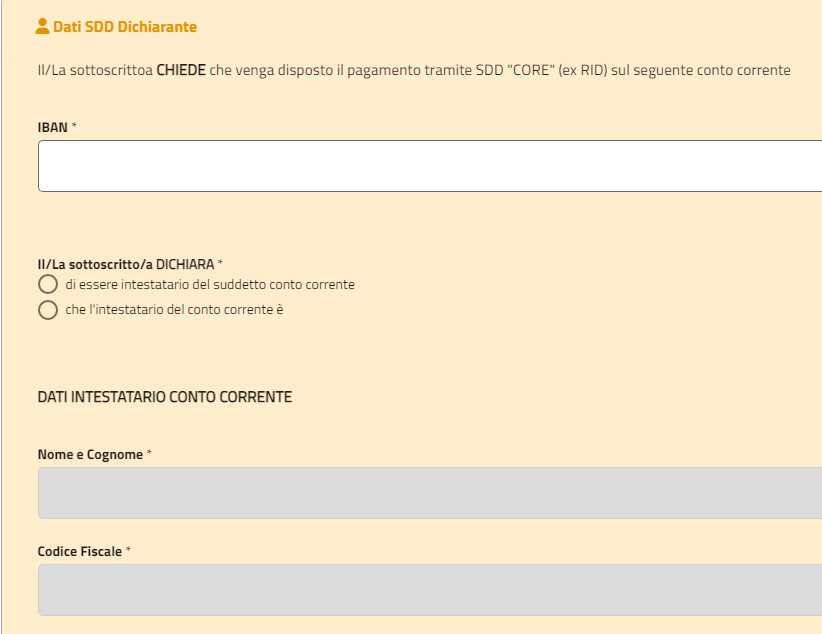 Dati SDD Dichiarante
Il/La sottoscrittoa CHIEDE che venga disposto il pagamento tramite SDD "CORE" (ex RID) sul seguente conto corrente
IBAN *
Il/La sottoscritto/a DICHIARA *
di essere intestatario del suddetto conto corrente
che l'intestatario del conto corrente è
DATI INTESTATARIO CONTO CORRENTE
Nome e Cognome *
Codice Fiscale *